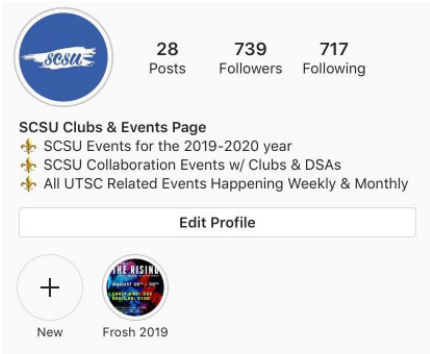 SCSU
28 739 717
Posts Followers Following
SCSU Clubs & Events Page
SCSU Events for the 2019-2020 year
SCSU Collaboration Events w/ Clubs & DSAs
All UTSC Related Events Happening Weekly & Monthly
Edit Profile
THE RISING
New Frosh 2019